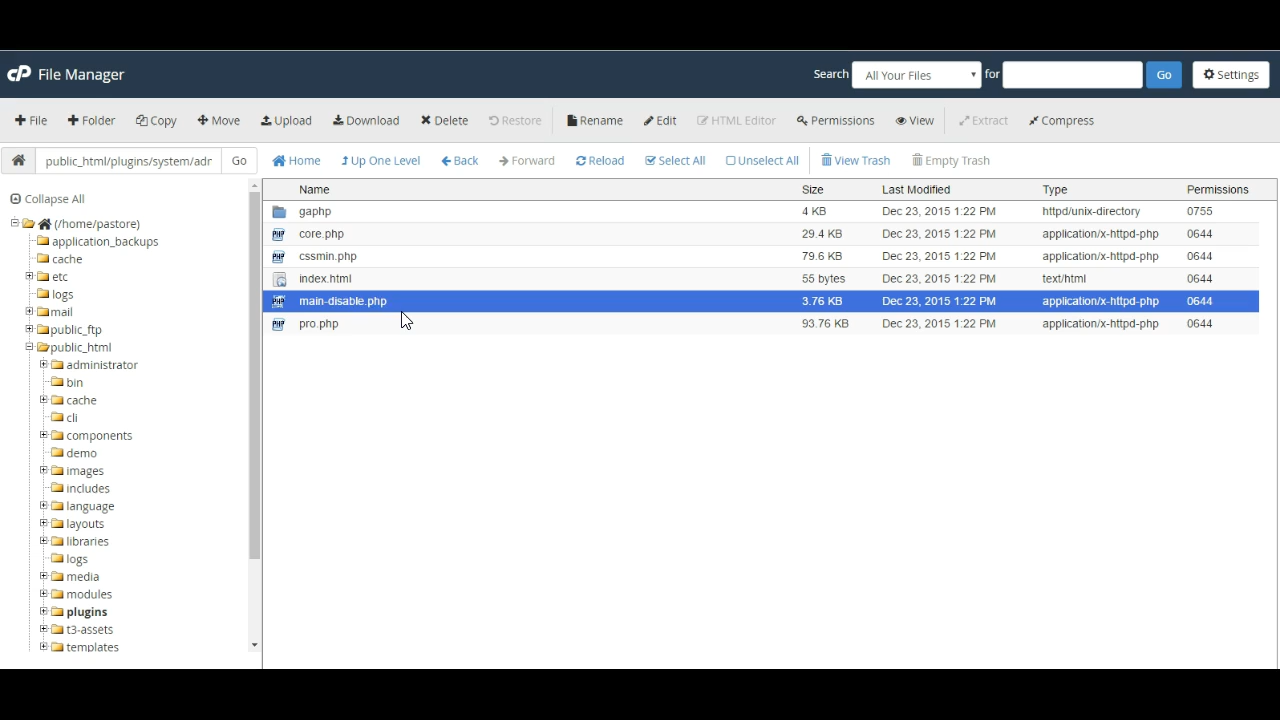 cP File Manager
Search All Your Files for Go Settings
File Folder Copy Move Upload Download Delete Restore Rename Edit HTML Editor Permissions View Extract Compress
public_html/plugins/system/adr Go Home Up One Level Back Forward Reload Select All Unselect All View Trash Empty Trash
Collapse All
(/home/pastore)
application_backups
cache
etc
logs
mail
public_ftp
public_html
administrator
bin
cache
cli
components
demo
images
includes
language
layouts
libraries
logs
media
modules
plugins
t3-assets
templates
Name Size Last Modified Type Permissions
gaphp 4 KB Dec 23, 2015 1:22 PM httpd/unix-directory 0755
PHP core.php 29.4 KB Dec 23, 2015 1:22 PM application/x-httpd-php 0644
PHP cssmin.php 79.6 KB Dec 23, 2015 1:22 PM application/x-httpd-php 0644
index.html 55 bytes Dec 23, 2015 1:22 PM text/html 0644
PHP main-disable.php 3.76 KB Dec 23, 2015 1:22 PM application/x-httpd-php 0644
PHP pro.php 93.76 KB Dec 23, 2015 1:22 PM application/x-httpd-php 0644